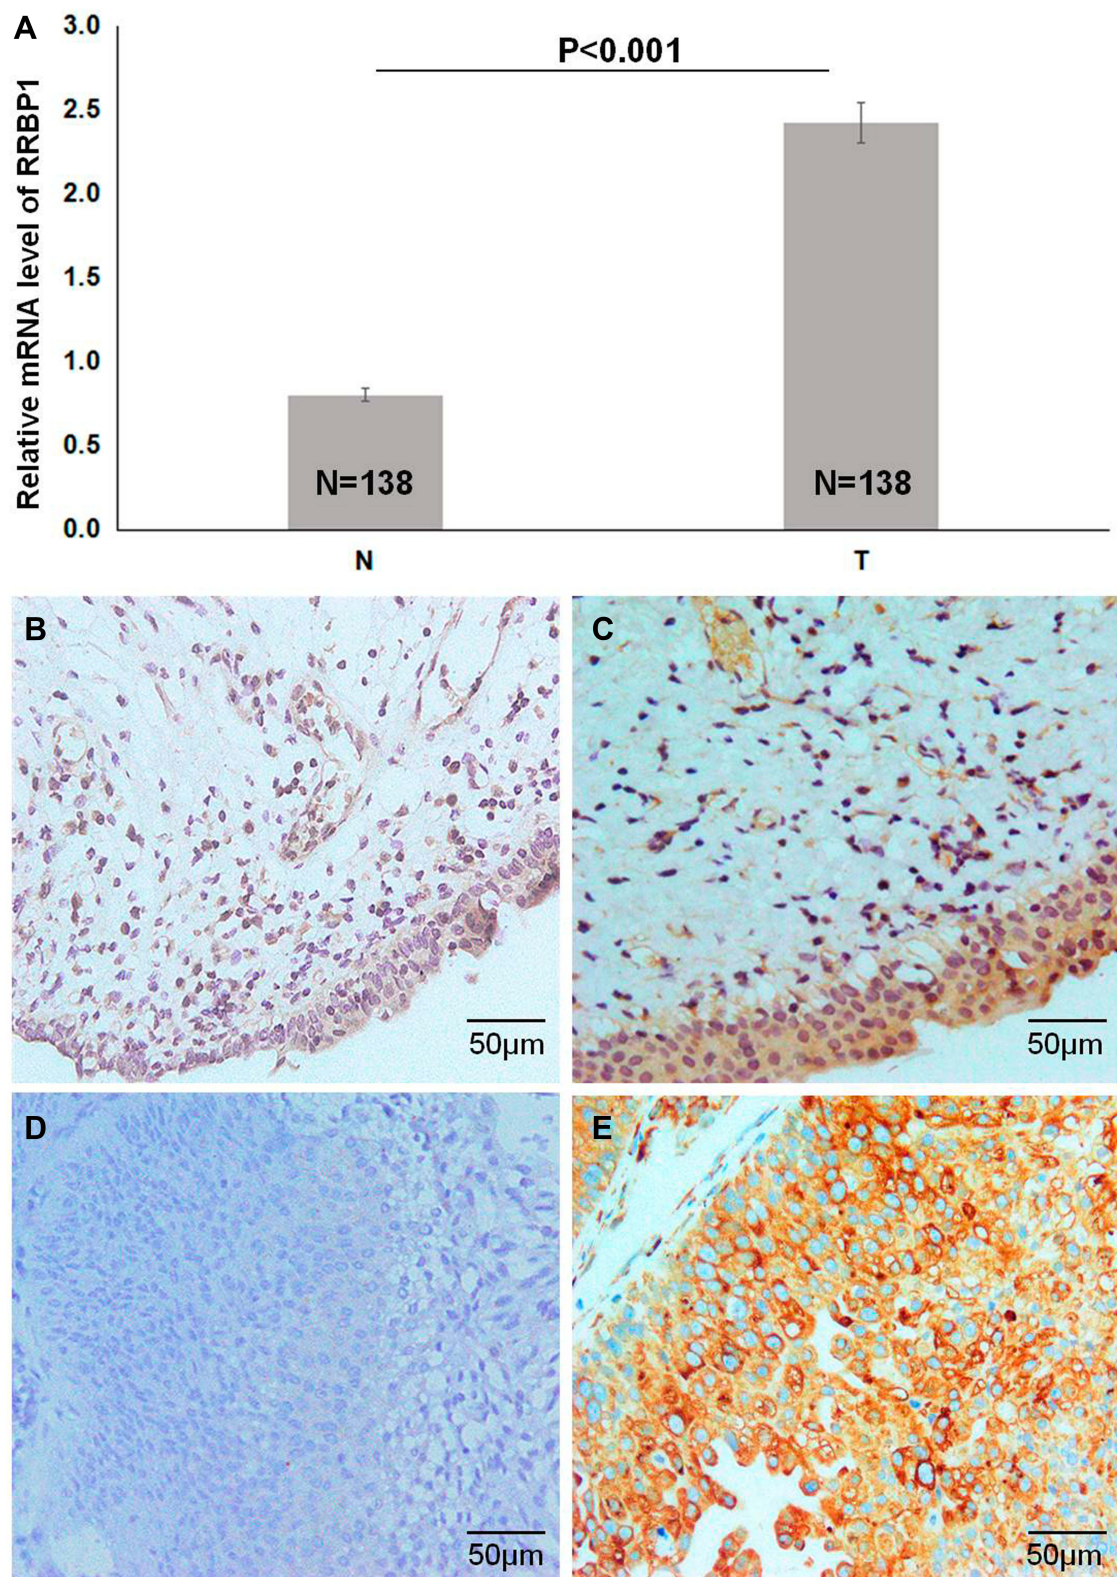 A
3.0
P<0.001
2.5
2.0
1.5
1.0
0.5
0.0
Relative mRNA level of RRBP1
N=138
N=138
N
T
B
C
50μm
50μm
D
E
50μm
50μm